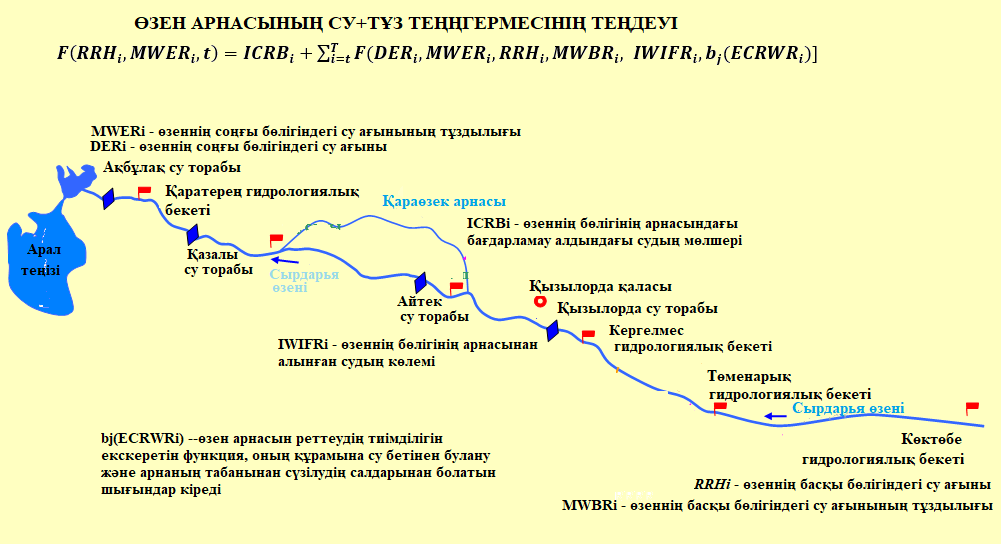 ӨЗЕН АРНАСЫНЫҢ СУ+ТҰЗ ТЕҢҢГЕРМЕСІНІҢ ТЕҢДЕУІ
F(RRHᵢ, MWERᵢ, t) = ICRBᵢ + ∑ᵢ₌ₜᵀ F(DERᵢ, MWERᵢ, RRHᵢ, MWBRᵢ, IWIFRᵢ, bⱼ(ECRWRᵢ)]
MWERi - өзеннің соңғы бөлігіндегі су ағынының тұздылығы
DERi - өзеннің соңғы бөлігіндегі су ағыны
Ақбұлақ су торабы
Қаратерең гидрологиялық
бекеті
Қараөзек арнасы
ICRBi - өзеннің бөлігінің арнасындағы
бағдарламау алдындағы судың мөлшері
Арал
теңізі
Қазалы
су торабы
Сырдарья
өзені
Айтек
су торабы
Қызылорда қаласы
Қызылорда су торабы
Кергелмес
гидрологиялық бекеті
IWIFRi - өзеннің бөлігінің арнасынан
алынған судың көлемі
Төменарық
гидрологиялық бекеті
Сырдарья өзені
Көктөбе
гидрологиялық бекеті
bj(ECRWRi) --өзен арнасын реттеудің тиімділігін
екскеретін функция, оның құрамына су бетінен булану
және арнаның табанынан сүзілудің салдарынан болатын
шығындар кіреді
RRHi - өзеннің басқы бөлігіндегі су ағыны
MWBRi - өзеннің басқы бөлігіндегі су ағынының тұздылығы